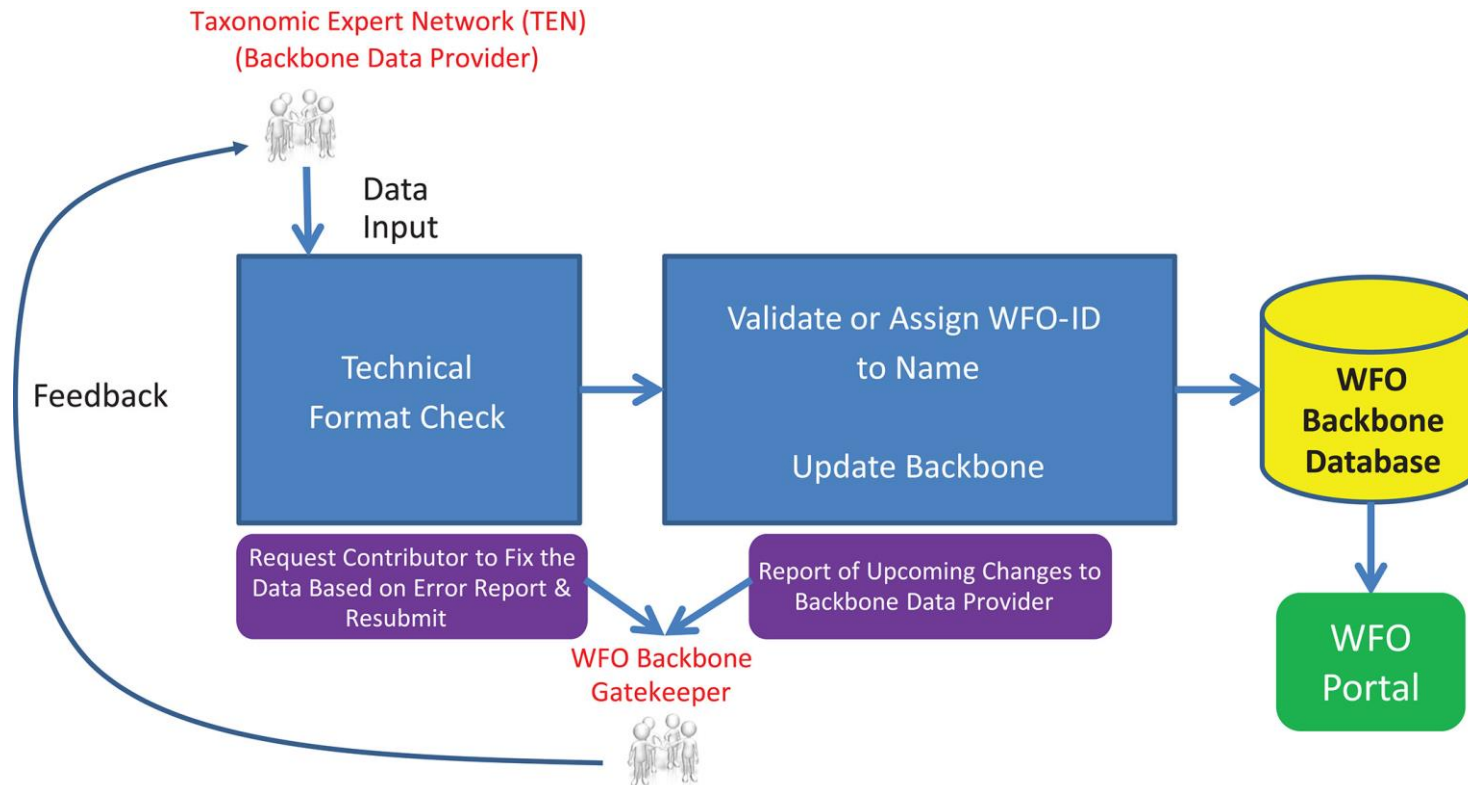 Taxonomic Expert Network (TEN)
(Backbone Data Provider)
Data
Input
Technical
Format Check
Validate or Assign WFO-ID
to Name
Update Backbone
WFO
Backbone
Database
Feedback
Request Contributor to Fix the
Data Based on Error Report &
Resubmit
Report of Upcoming Changes to
Backbone Data Provider
WFO Backbone
Gatekeeper
WFO
Portal